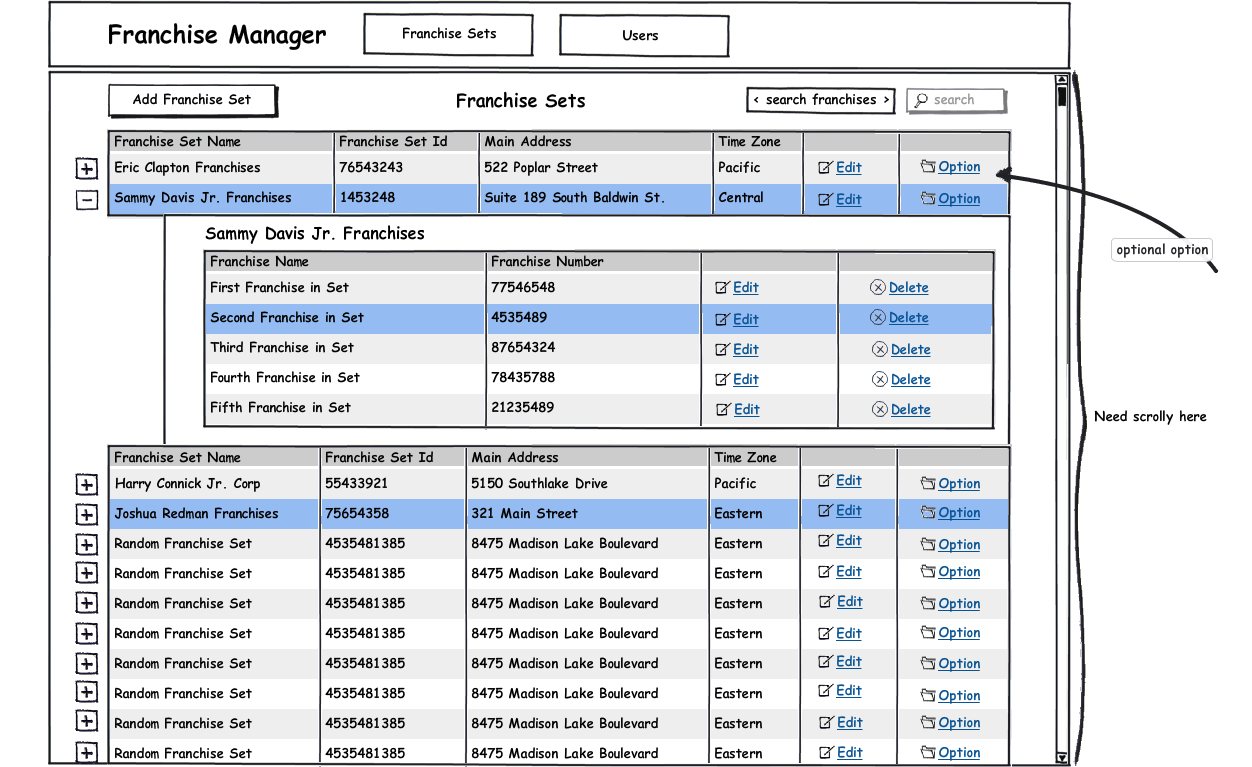 Franchise Manager Franchise Sets Users
Add Franchise Set Franchise Sets < search franchises > search
Franchise Set Name Franchise Set Id Main Address Time Zone
Eric Clapton Franchises 76543243 522 Poplar Street Pacific Edit Option
Sammy Davis Jr. Franchises 1453248 Suite 189 South Baldwin St. Central Edit Option
optional option
Sammy Davis Jr. Franchises
Franchise Name Franchise Number
First Franchise in Set 77546548 Edit Delete
Second Franchise in Set 4535489 Edit Delete
Third Franchise in Set 87654324 Edit Delete
Fourth Franchise in Set 78435788 Edit Delete
Fifth Franchise in Set 21235489 Edit Delete
Need scrolly here
Franchise Set Name Franchise Set Id Main Address Time Zone
Harry Connick Jr. Corp 55433921 5150 Southlake Drive Pacific Edit Option
Joshua Redman Franchises 75654358 321 Main Street Eastern Edit Option
Random Franchise Set 4535481385 8475 Madison Lake Boulevard Eastern Edit Option
Random Franchise Set 4535481385 8475 Madison Lake Boulevard Eastern Edit Option
Random Franchise Set 4535481385 8475 Madison Lake Boulevard Eastern Edit Option
Random Franchise Set 4535481385 8475 Madison Lake Boulevard Eastern Edit Option
Random Franchise Set 4535481385 8475 Madison Lake Boulevard Eastern Edit Option
Random Franchise Set 4535481385 8475 Madison Lake Boulevard Eastern Edit Option
Random Franchise Set 4535481385 8475 Madison Lake Boulevard Eastern Edit Option
Random Franchise Set 4535481385 8475 Madison Lake Boulevard Eastern Edit Option